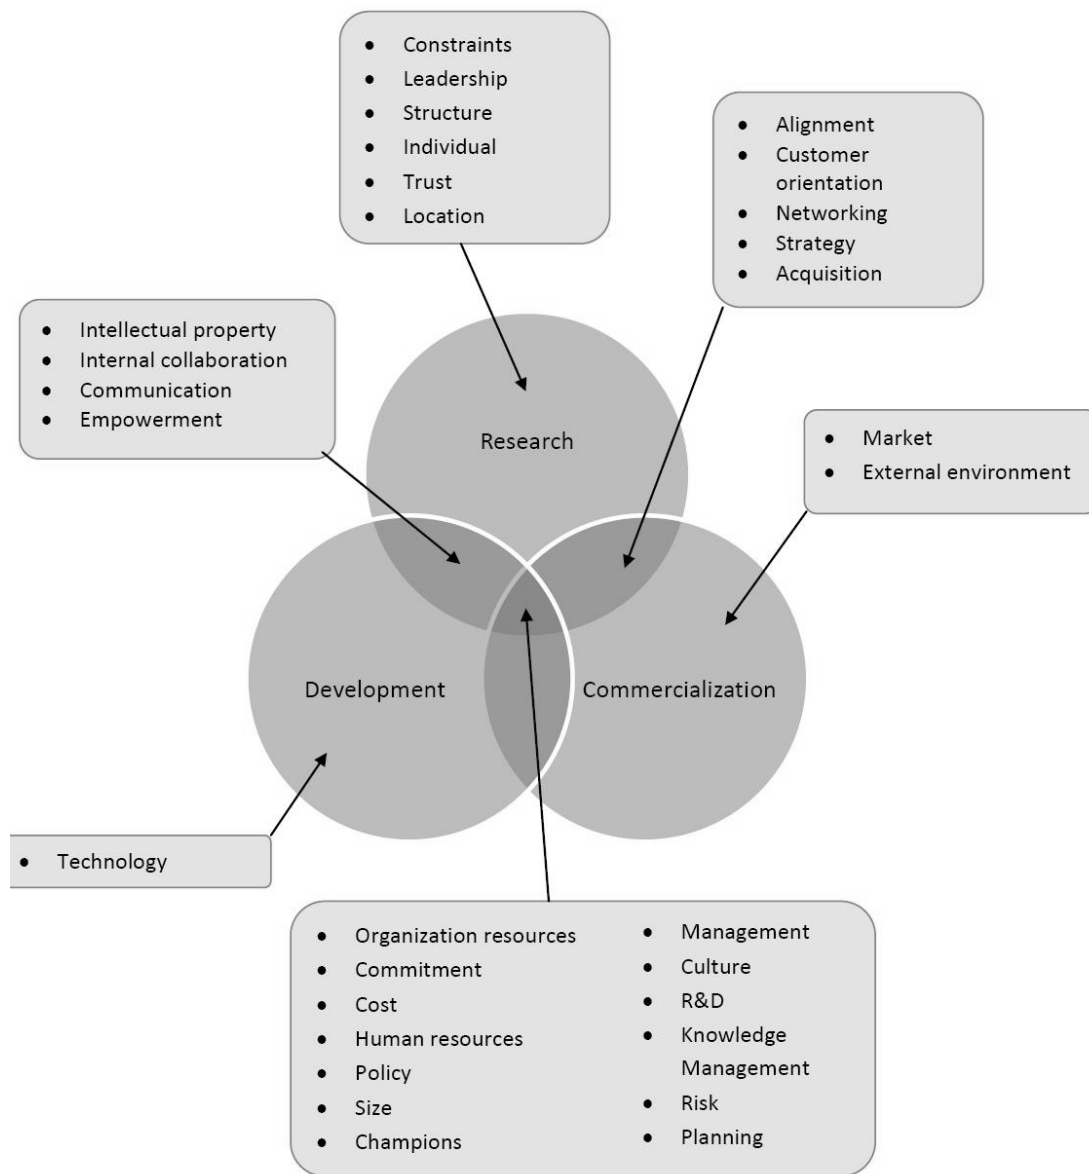 • Constraints
• Leadership
• Structure
• Individual
• Trust
• Location
• Alignment
• Customer
orientation
• Networking
• Strategy
• Acquisition
• Intellectual property
• Internal collaboration
• Communication
• Empowerment
Research
• Market
• External environment
Development
Commercialization
• Technology
• Organization resources
• Commitment
• Cost
• Human resources
• Policy
• Size
• Champions
• Management
• Culture
• R&D
• Knowledge
Management
• Risk
• Planning